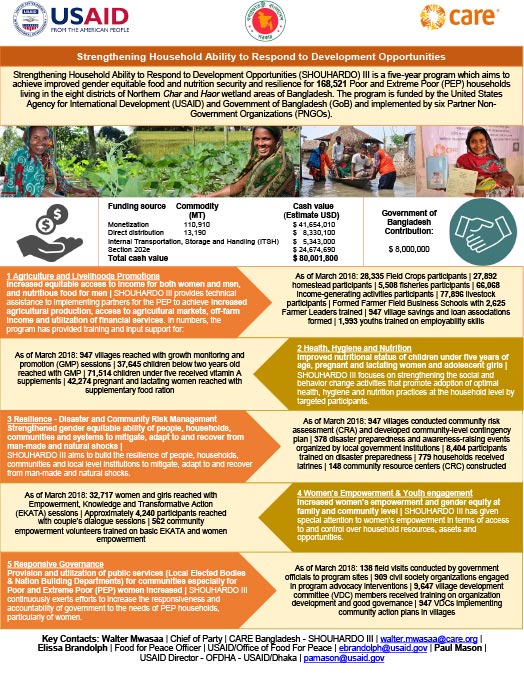 USAID
FROM THE AMERICAN PEOPLE
care
Strengthening Household Ability to Respond to Development Opportunities
Strengthening Household Ability to Respond to Development Opportunities (SHOUHARDO) III is a five-year program which aims to
achieve improved gender equitable food and nutrition security and resilience for 168,521 Poor and Extreme Poor (PEP) households
living in the eight districts of Northern Char and Haor wetland areas of Bangladesh. The program is funded by the United States
Agency for International Development (USAID) and Government of Bangladesh (GoB) and implemented by six Partner Non-
Government Organizations (PNGOs).
Funding source Commodity (MT) Cash value (Estimate USD)
Monetization 110,910 $ 41,654,010
Direct distribution 13,190 $ 8,330,100
Internal Transportation, Storage and Handling (ITSH) $ 5,343,000
Section 202e $ 24,674,690
Total cash value $ 80,001,800
Government of
Bangladesh
Contribution:
$ 8,000,000
1 Agriculture and Livelihoods Promotions
Increased equitable access to income for both women and men,
and nutritious food for men | SHOUHARDO III provides technical
assistance to implementing partners for the PEP to achieve increased
agricultural production, access to agricultural markets, off-farm
income and utilization of financial services. In numbers, the
program has provided training and input support for:
As of March 2018: 28,335 Field Crops participants | 27,892
homestead participants | 5,508 fisheries participants | 66,068
income-generating activities participants | 77,896 livestock
participants | Formed Farmer Field Business Schools with 2,625
Farmer Leaders trained | 947 village savings and loan associations
formed | 1,993 youths trained on employability skills
As of March 2018: 947 villages reached with growth monitoring and
promotion (GMP) sessions | 37,645 children below two years old
reached with GMP | 71,514 children under five received vitamin A
supplements | 42,274 pregnant and lactating women reached with
supplementary food ration
2 Health, Hygiene and Nutrition
Improved nutritional status of children under five years of
age, pregnant and lactating women and adolescent girls |
SHOUHARDO III focuses on strengthening the social and
behavior change activities that promote adoption of optimal
health, hygiene and nutrition practices at the household level by
targeted participants.
3 Resilience - Disaster and Community Risk Management
Strengthened gender equitable ability of people, households,
communities and systems to mitigate, adapt to and recover from
man-made and natural shocks |
SHOUHARDO III aims to build the resilience of people, households,
communities and local institutions to mitigate, adapt to and recover
from man-made and natural shocks.
As of March 2018: 947 villages conducted community risk
assessment (CRA) and developed community-level contingency
plan | 378 disaster preparedness and awareness-raising events
organized by local government institutions | 8,404 participants
trained on disaster preparedness | 779 households received
latrines | 148 community resource centers (CRC) constructed
As of March 2018: 32,717 women and girls reached with
Empowerment, Knowledge and Transformative Action
(EKATA) sessions | Approximately 4,240 participants reached
with couple's dialogue sessions | 562 community
empowerment volunteers trained on basic EKATA and women
empowerment
4 Women's Empowerment & Youth engagement
Increased women's empowerment and gender equity at
family and community level | SHOUHARDO III has given
special attention to women's empowerment in terms of access
to and control over household resources, assets and
opportunities.
5 Responsive Governance
Provision and utilization of public services (Local Elected Bodies
& Nation Building Departments) for communities especially for
Poor and Extreme Poor (PEP) women increased | SHOUHARDO III
continuously exerts efforts to increase the responsiveness and
accountability of government to the needs of PEP households,
particularly of women.
As of March 2018: 138 field visits conducted by government
officials to program sites | 909 civil society organizations engaged
in program advocacy interventions | 9,647 village development
committee (VDC) members received training on organization
development and good governance | 947 VDCs implementing
community action plans in villages
Key Contacts: Walter Mwasaa | Chief of Party | CARE Bangladesh - SHOUHARDO III | walter.mwasaa@care.org |
Elissa Brandolph | Food for Peace Officer | USAID/Office of Food For Peace | ebrandolph@usaid.gov | Paul Mason |
USAID Director - OFDHA - USAID/Dhaka | pamason@usaid.gov